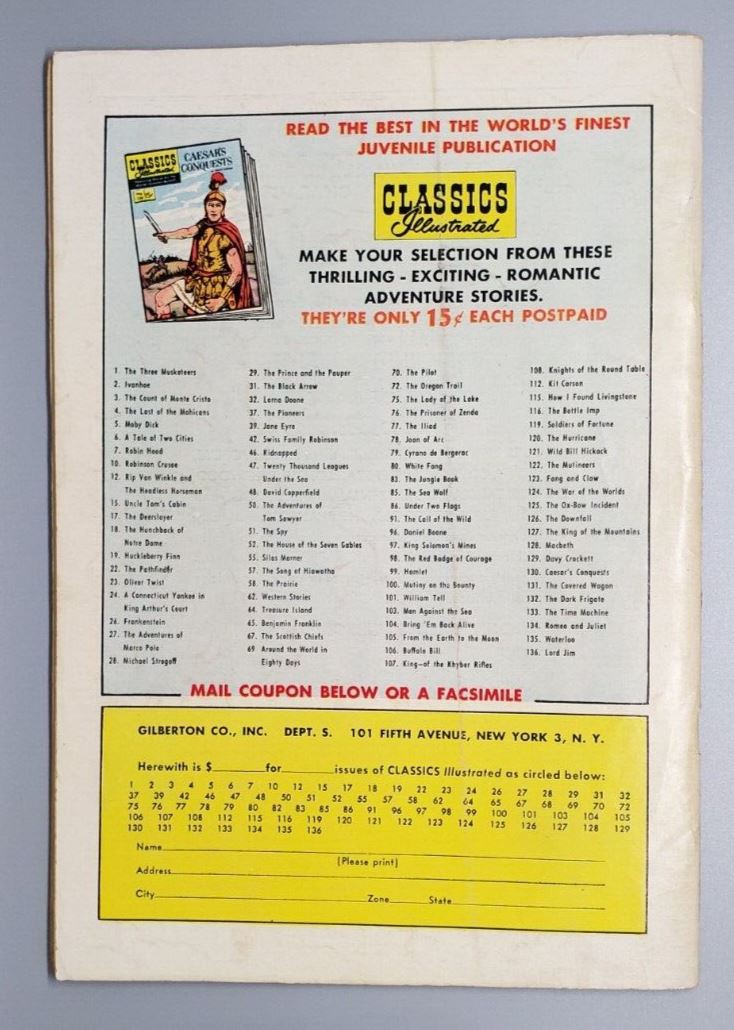 READ THE BEST IN THE WORLD'S FINEST
JUVENILE PUBLICATION
CLASSICS
Illustrated
CAESAR'S
CONQUESTS
CLASSICS
Illustrated
MAKE YOUR SELECTION FROM THESE
THRILLING - EXCITING - ROMANTIC
ADVENTURE STORIES.
THEY'RE ONLY 15¢ EACH POSTPAID
1 The Three Musketeers
2. Ivanhoe
3. The Count of Monte Cristo
4. The Last of the Mohicans
5. Moby Dick
6. A Tale of Two Cities
7. Robin Hood
10. Robinson Crusoe
12. Rip Van Winkle and
The Headless Horseman
15. Uncle Tom's Cabin
17. The Deerslayer
18. The Hunchback of
Notre Dame
19. Huckleberry Finn
22. The Pathfinder
23. Oliver Twist
24. A Connecticut Yankee in
King Arthur's Court
26. Frankenstein
27. The Adventures of
Marco Polo
28. Michael Strogoff
29. The Prince and the Pauper
31. The Black Arrow
32. Lorna Doone
37. The Pioneers
39. Jane Eyre
42. Swiss Family Robinson
46. Kidnapped
47. Twenty Thousand Leagues
Under the Sea
48. David Copperfield
50. The Adventures of
Tom Sawyer
51. The Spy
52. The House of the Seven Gables
55. Silas Marner
57. The Song of Hiawatha
58. The Prairie
62. Western Stories
64. Treasure Island
65. Benjamin Franklin
67. The Scottish Chiefs
69 Around the World in
Eighty Days
70. The Pilot
72. The Oregon Trail
75. The Lady of the Lake
76. The Prisoner of Zenda
77. The Iliad
78. Joan of Arc
79. Cyrano de Bergerac
80. White Fang
83. The Jungle Book
85. The Sea Wolf
86. Under Two Flags
91. The Call of the Wild
96. Daniel Boone
97. King Solomon's Mines
98. The Red Badge of Courage
99. Hamlet
100. Mutiny on the Bounty
101. William Tell
103. Men Against the Sea
104. Bring 'Em Back Alive
105. From the Earth to the Moon
106. Buffalo Bill
107. King—of the Khyber Rifles
108. Knights of the Round Table
112. Kit Carson
115. How I Found Livingstone
116. The Bottle Imp
119. Soldiers of Fortune
120. The Hurricane
121. Wild Bill Hickock
122. The Mutineers
123. Fang and Claw
124. The War of the Worlds
125. The Ox-Bow Incident
126. The Downfall
127. The King of the Mountains
128. Macbeth
129. Davy Crockett
130. Caesar's Conquests
131. The Covered Wagon
132. The Dark Frigate
133. The Time Machine
134. Romeo and Juliet
135. Waterloo
136. Lord Jim
MAIL COUPON BELOW OR A FACSIMILE
GILBERTON CO., INC. DEPT. S. 101 FIFTH AVENUE, NEW YORK 3, N. Y.
Herewith is $ for issues of CLASSICS Illustrated as circled below:
1 2 3 4 5 6 7 10 12 15 17 18 19 22 23 24 26 27 28 29 31 32
37 39 42 46 47 48 50 51 52 55 57 58 62 64 65 67 68 69 70 72
75 76 77 78 79 80 82 83 85 86 91 96 97 98 99 100 101 103 104 105
106 107 108 112 115 116 119 120 121 122 123 124 125 126 127 128 129
130 131 132 133 134 135 136
Name
(Please print)
Address
City Zone State